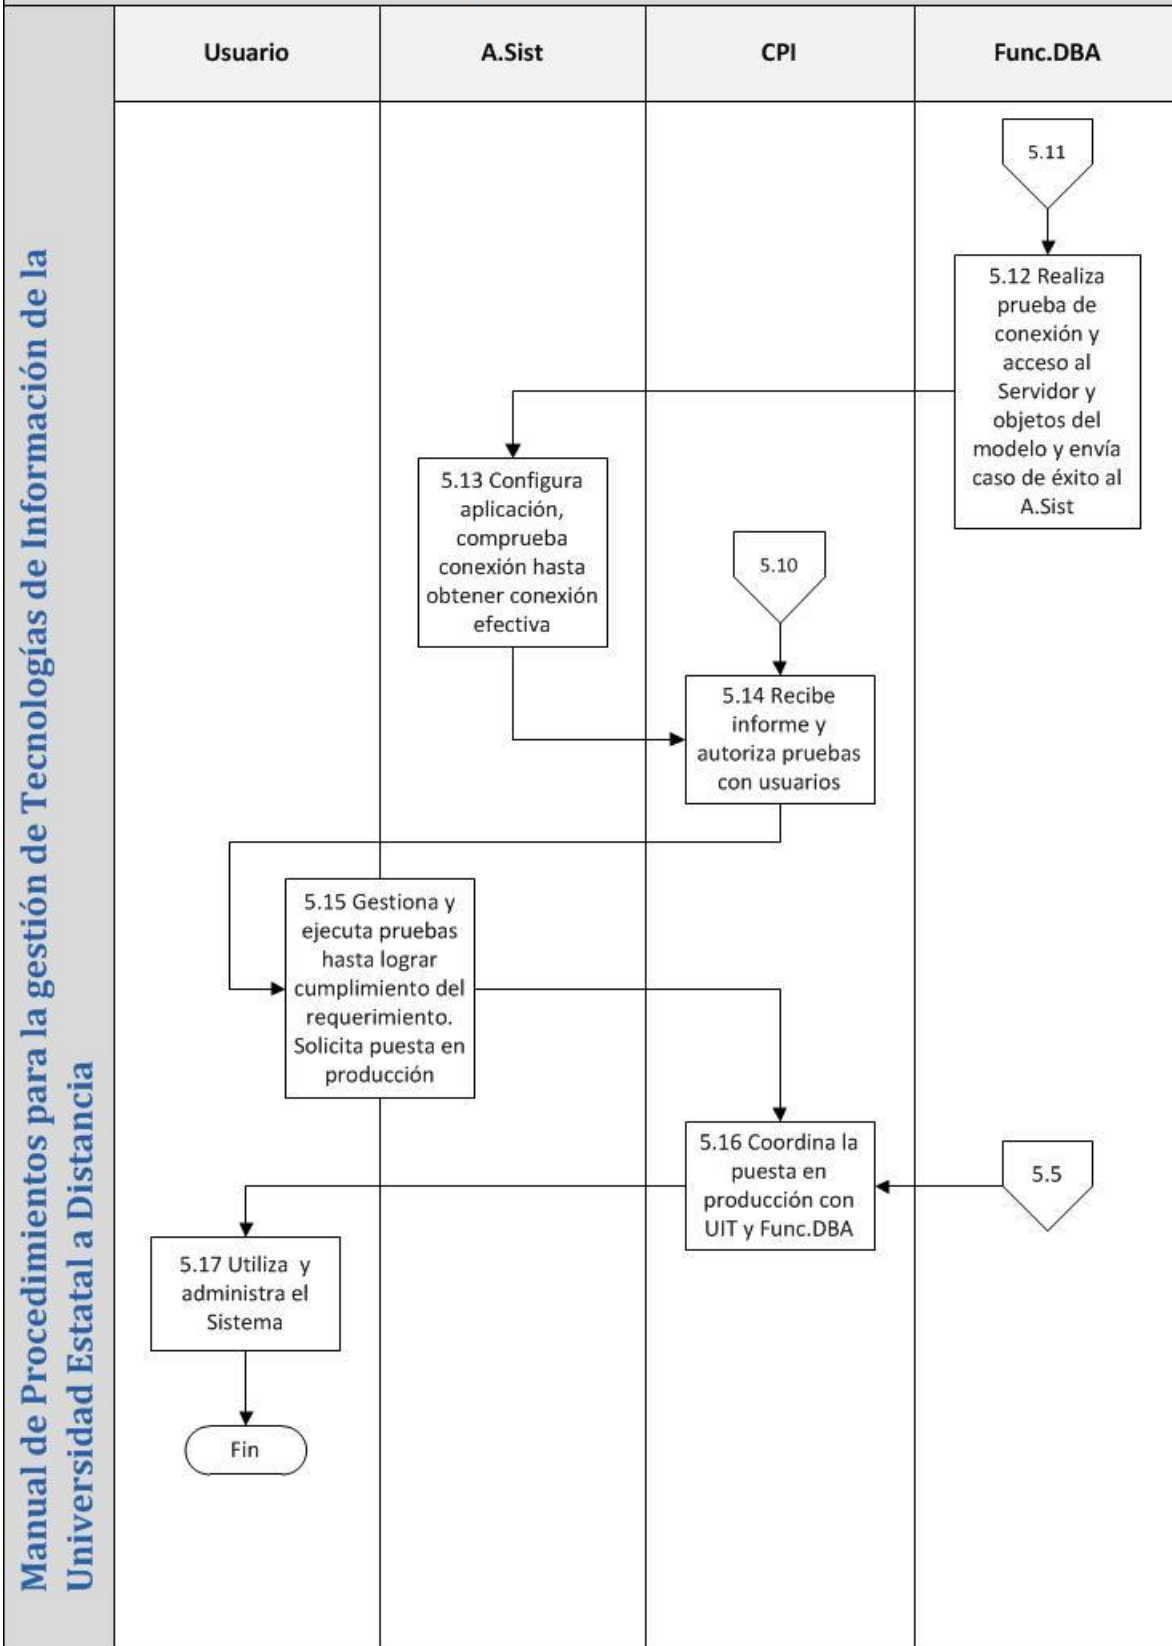 Manual de Procedimientos para la gestión de Tecnologías de Información de la
Universidad Estatal a Distancia
Usuario
A.Sist
CPI
Func.DBA
5.11
5.12 Realiza
prueba de
conexión y
acceso al
Servidor y
objetos del
modelo y envía
caso de éxito al
A.Sist
5.13 Configura
aplicación,
comprueba
conexión hasta
obtener conexión
efectiva
5.10
5.14 Recibe
informe y
autoriza pruebas
con usuarios
5.15 Gestiona y
ejecuta pruebas
hasta lograr
cumplimiento del
requerimiento.
Solicita puesta en
producción
5.16 Coordina la
puesta en
producción con
UIT y Func.DBA
5.5
5.17 Utiliza  y
administra el
Sistema
Fin